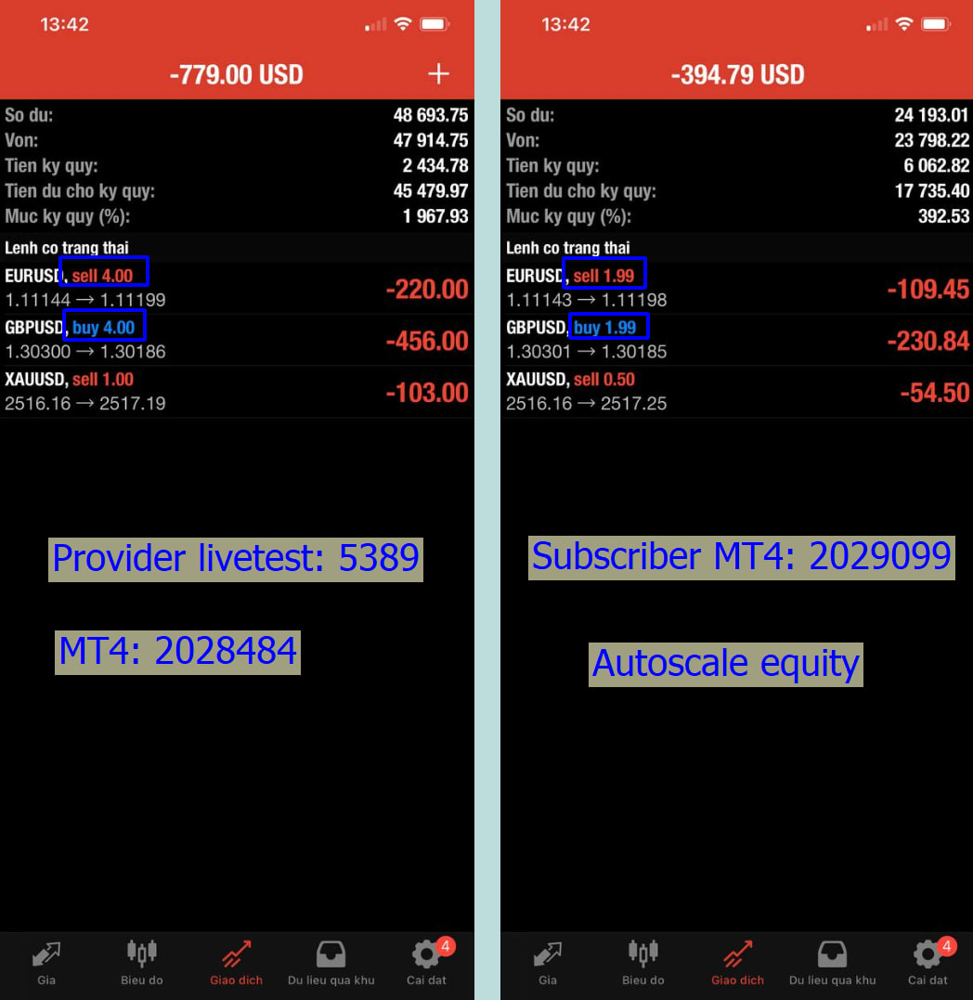 13:42
-779.00 USD
So du: 48 693.75
Von: 47 914.75
Tien ky quy: 2 434.78
Tien du cho ky quy: 45 479.97
Muc ky quy (%): 1 967.93
Lenh co trang thai
EURUSD, sell 4.00 -220.00
1.11144 → 1.11199
GBPUSD, buy 4.00 -456.00
1.30300 → 1.30186
XAUUSD, sell 1.00 -103.00
2516.16 → 2517.19
Provider livetest: 5389
MT4: 2028484
Gia Bieu do Giao dich Du lieu qua khu Cai dat 4
13:42
-394.79 USD
So du: 24 193.01
Von: 23 798.22
Tien ky quy: 6 062.82
Tien du cho ky quy: 17 735.40
Muc ky quy (%): 392.53
Lenh co trang thai
EURUSD, sell 1.99 -109.45
1.11143 → 1.11198
GBPUSD, buy 1.99 -230.84
1.30301 → 1.30185
XAUUSD, sell 0.50 -54.50
2516.16 → 2517.25
Subscriber MT4: 2029099
Autoscale equity
Gia Bieu do Giao dich Du lieu qua khu Cai dat 4